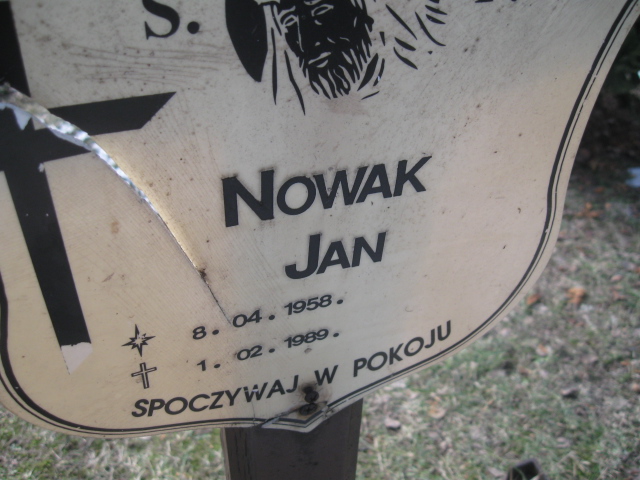 S.
NOWAK
JAN
8. 04. 1958.
1. 02. 1989.
SPOCZYWAJ W POKOJU